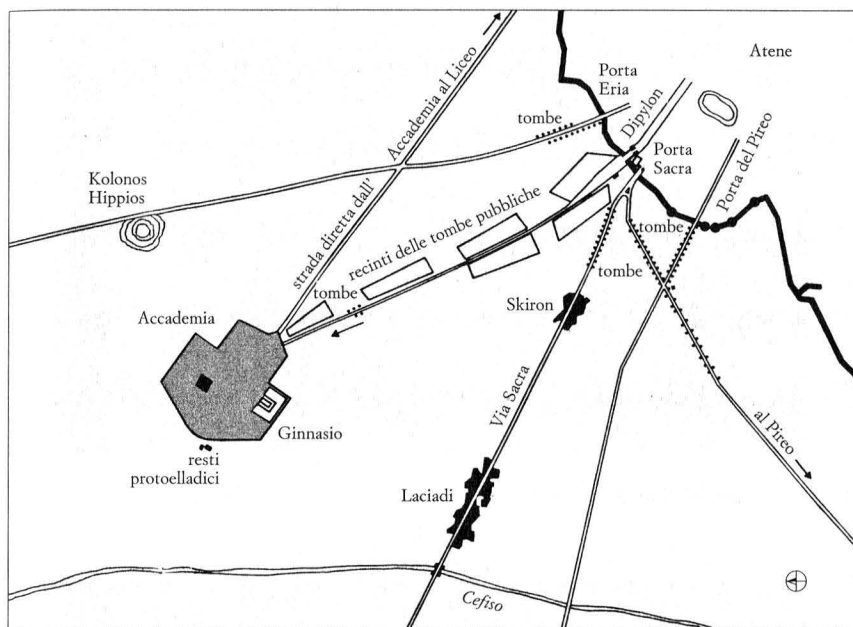 Atene
Porta
Eria
Dipylon
Accademia al Liceo
tombe
Porta
Sacra
Porta del Pireo
Kolonos
Hippios
strada diretta dall'
recinti delle tombe pubbliche
tombe
tombe
tombe
Skiron
Accademia
Via Sacra
Ginnasio
al Pireo
resti
protoelladici
Laciadi
Cefiso